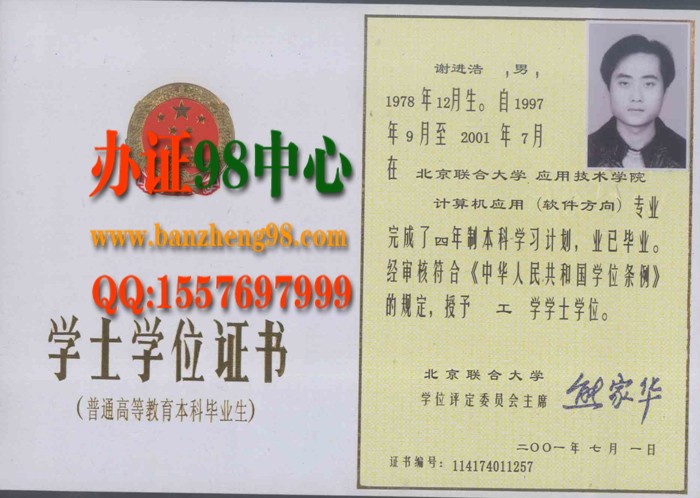 办证98中心
www.banzheng98.com
QQ:1557697999
学士学位证书
(普通高等教育本科毕业生)
谢进浩 ,男,
1978 年12月生。自1997
年 9月至 2001 年 7月
在 北京联合大学 应用技术学院
计算机应用 (软件方向) 专业
完成了四年制本科学习计划,业已毕业。
经审核符合《中华人民共和国学位条例》
的规定,授予 工 学学士学位。
北京联合大学
学位评定委员会主席 熊家华
二〇〇一年 七月 一日
证书编号: 114174011257